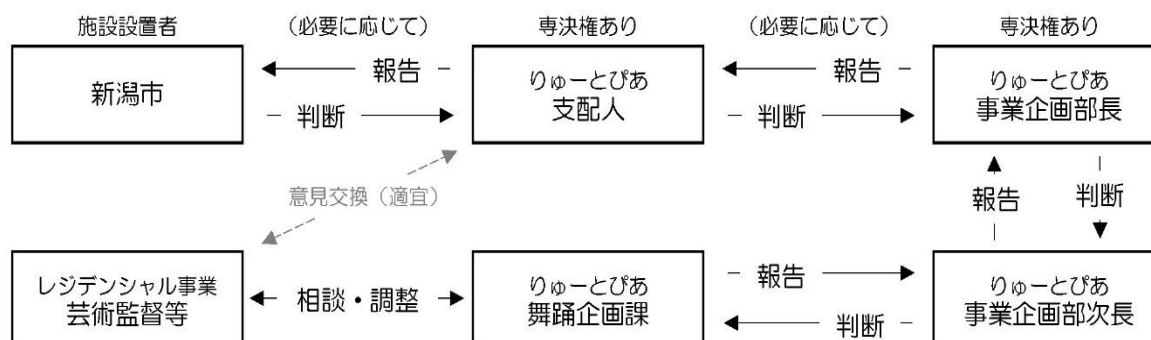 施設設置者
(必要に応じて)
専決権あり
(必要に応じて)
専決権あり
新潟市
報告
判断
りゅーとぴあ
支配人
報告
判断
りゅーとぴあ
事業企画部長
意見交換（適宜）
報告
判断
レジデンシャル事業
芸術監督等
相談・調整
りゅーとぴあ
舞踊企画課
報告
判断
りゅーとぴあ
事業企画部次長